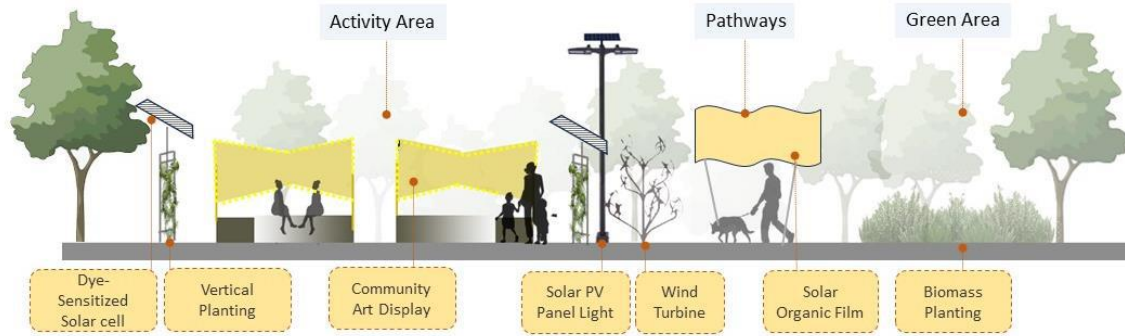 Activity Area
Pathways
Green Area
Dye-
Sensitized
Solar cell
Vertical
Planting
Community
Art Display
Solar PV
Panel Light
Wind
Turbine
Solar
Organic Film
Biomass
Planting